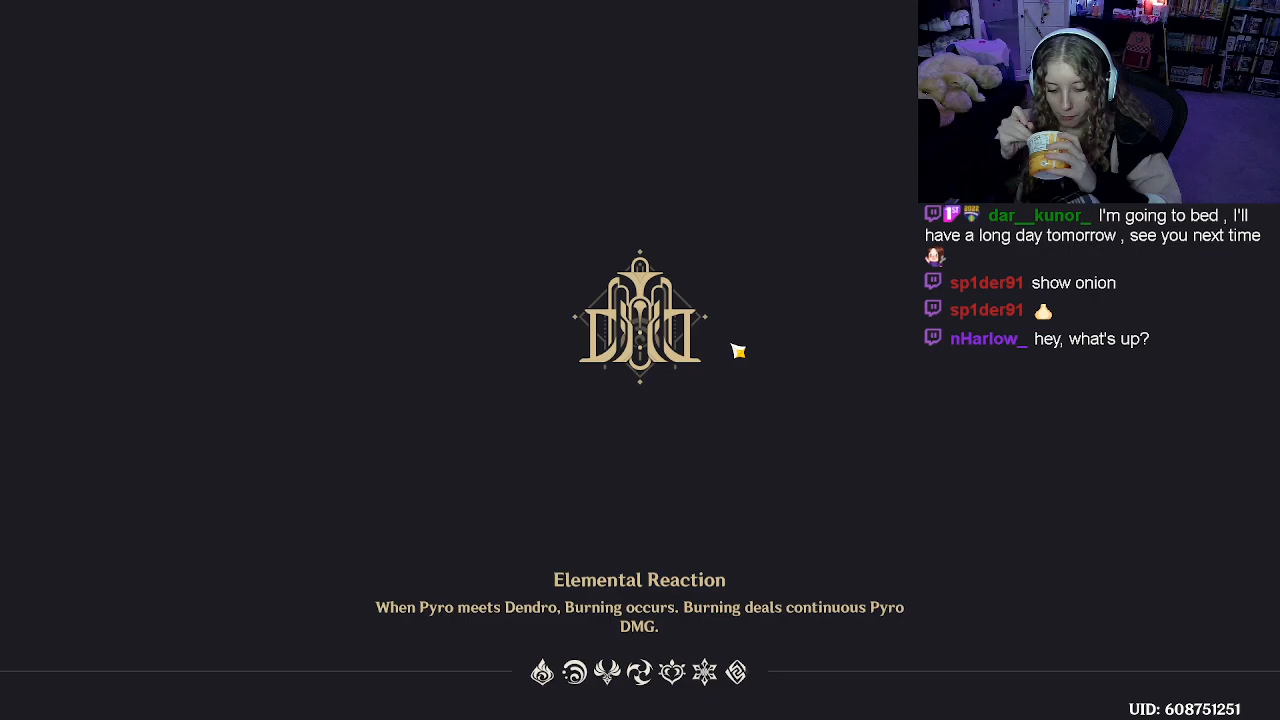 dar__kunor_ I'm going to bed , I'll
have a long day tomorrow , see you next time
sp1der91 show onion
sp1der91
nHarlow_ hey, what's up?
Elemental Reaction
When Pyro meets Dendro, Burning occurs. Burning deals continuous Pyro
DMG.
UID: 608751251